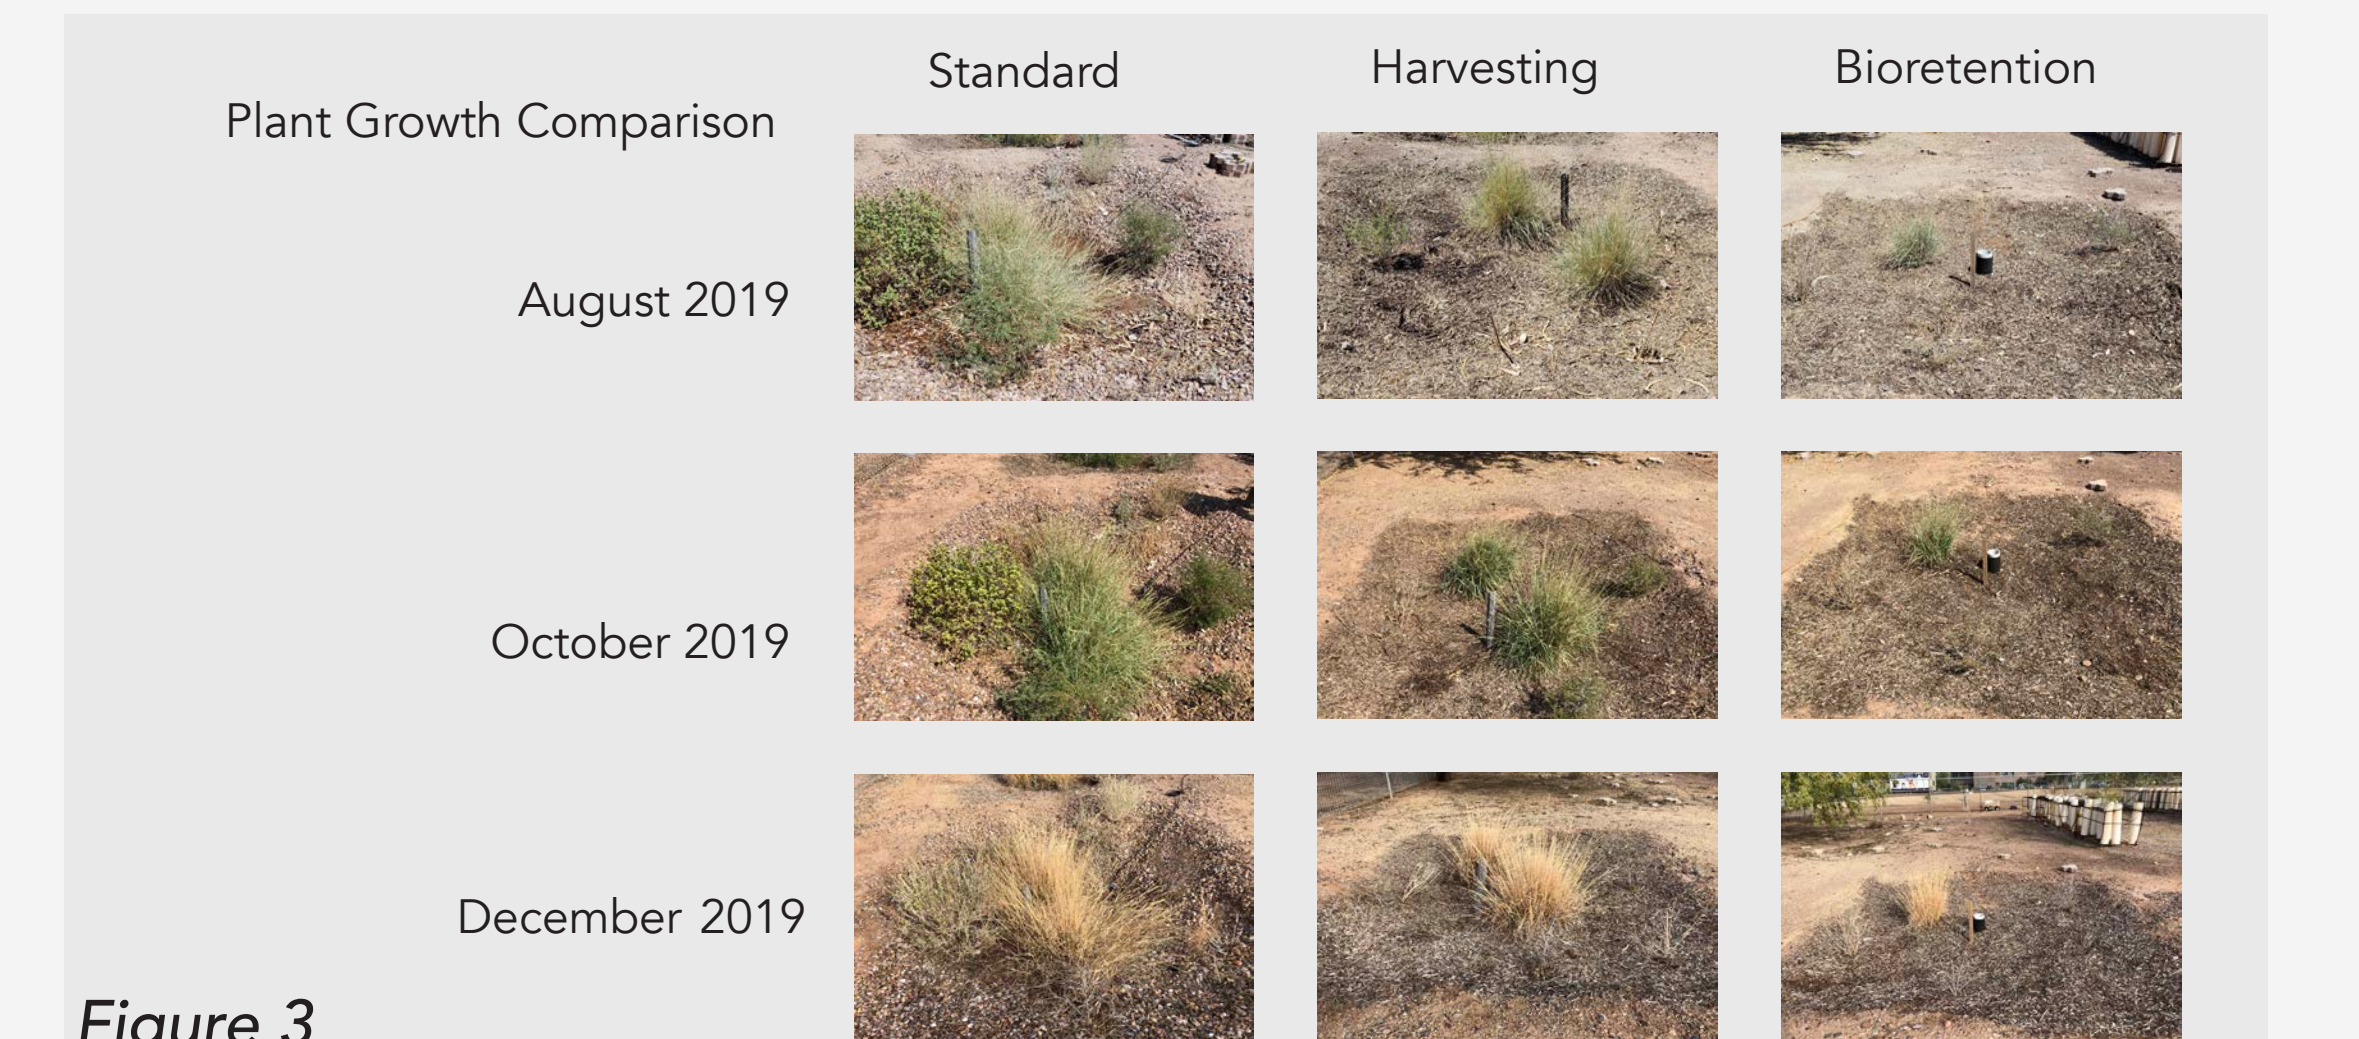 Standard
Harvesting
Bioretention
Plant Growth Comparison
August 2019
October 2019
December 2019
Figure 3